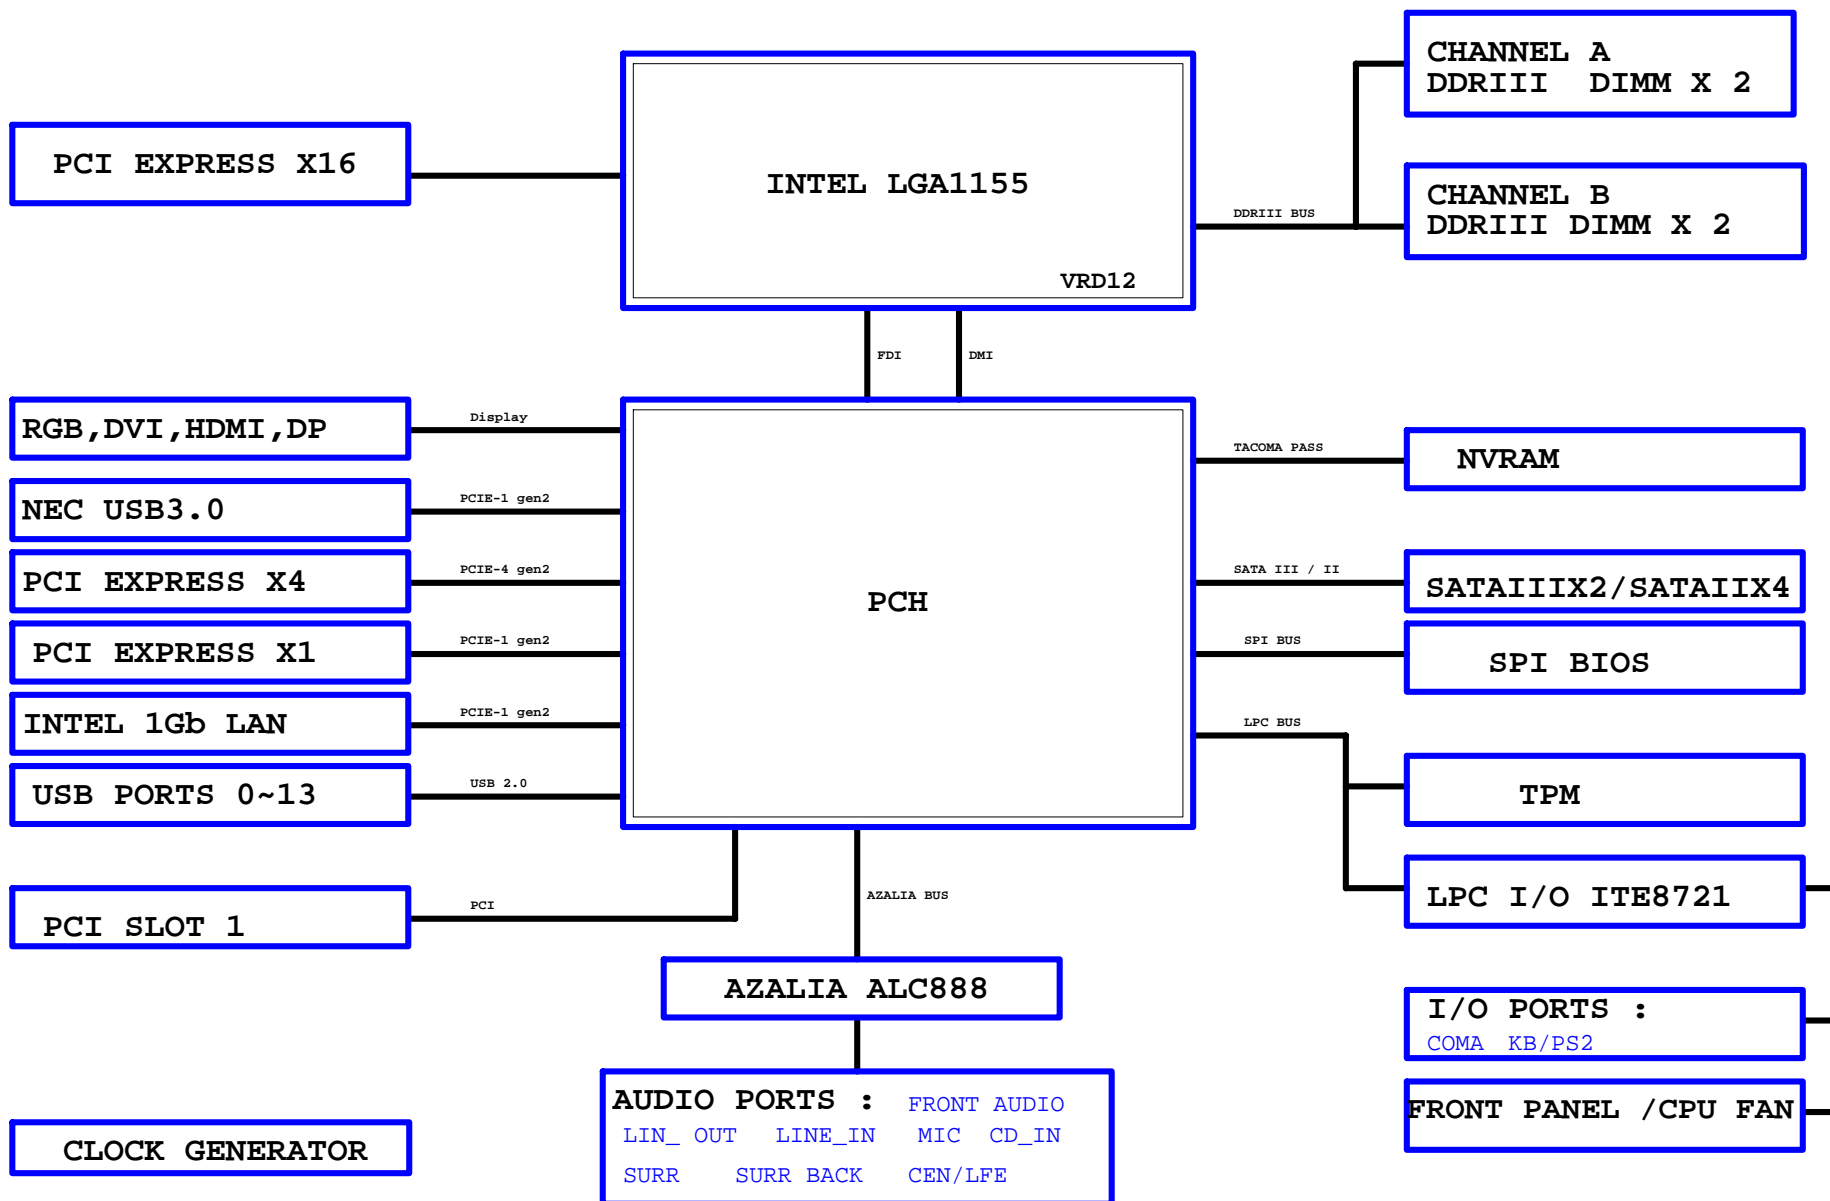 CHANNEL A
DDRIII DIMM X 2
PCI EXPRESS X16
INTEL LGA1155
VRD12
DDRIII BUS
CHANNEL B
DDRIII DIMM X 2
FDI
DMI
RGB,DVI,HDMI,DP
Display
TACOMA PASS
NVRAM
NEC USB3.0
PCIE-1 gen2
PCI EXPRESS X4
PCIE-4 gen2
PCH
SATA III / II
SATAIIIX2/SATAIIX4
PCI EXPRESS X1
PCIE-1 gen2
SPI BUS
SPI BIOS
INTEL 1Gb LAN
PCIE-1 gen2
LPC BUS
USB PORTS 0~13
USB 2.0
TPM
PCI SLOT 1
PCI
AZALIA BUS
LPC I/O ITE8721
AZALIA ALC888
I/O PORTS :
COMA KB/PS2
AUDIO PORTS : FRONT AUDIO
LIN_ OUT LINE_IN MIC CD_IN
SURR SURR BACK CEN/LFE
FRONT PANEL /CPU FAN
CLOCK GENERATOR